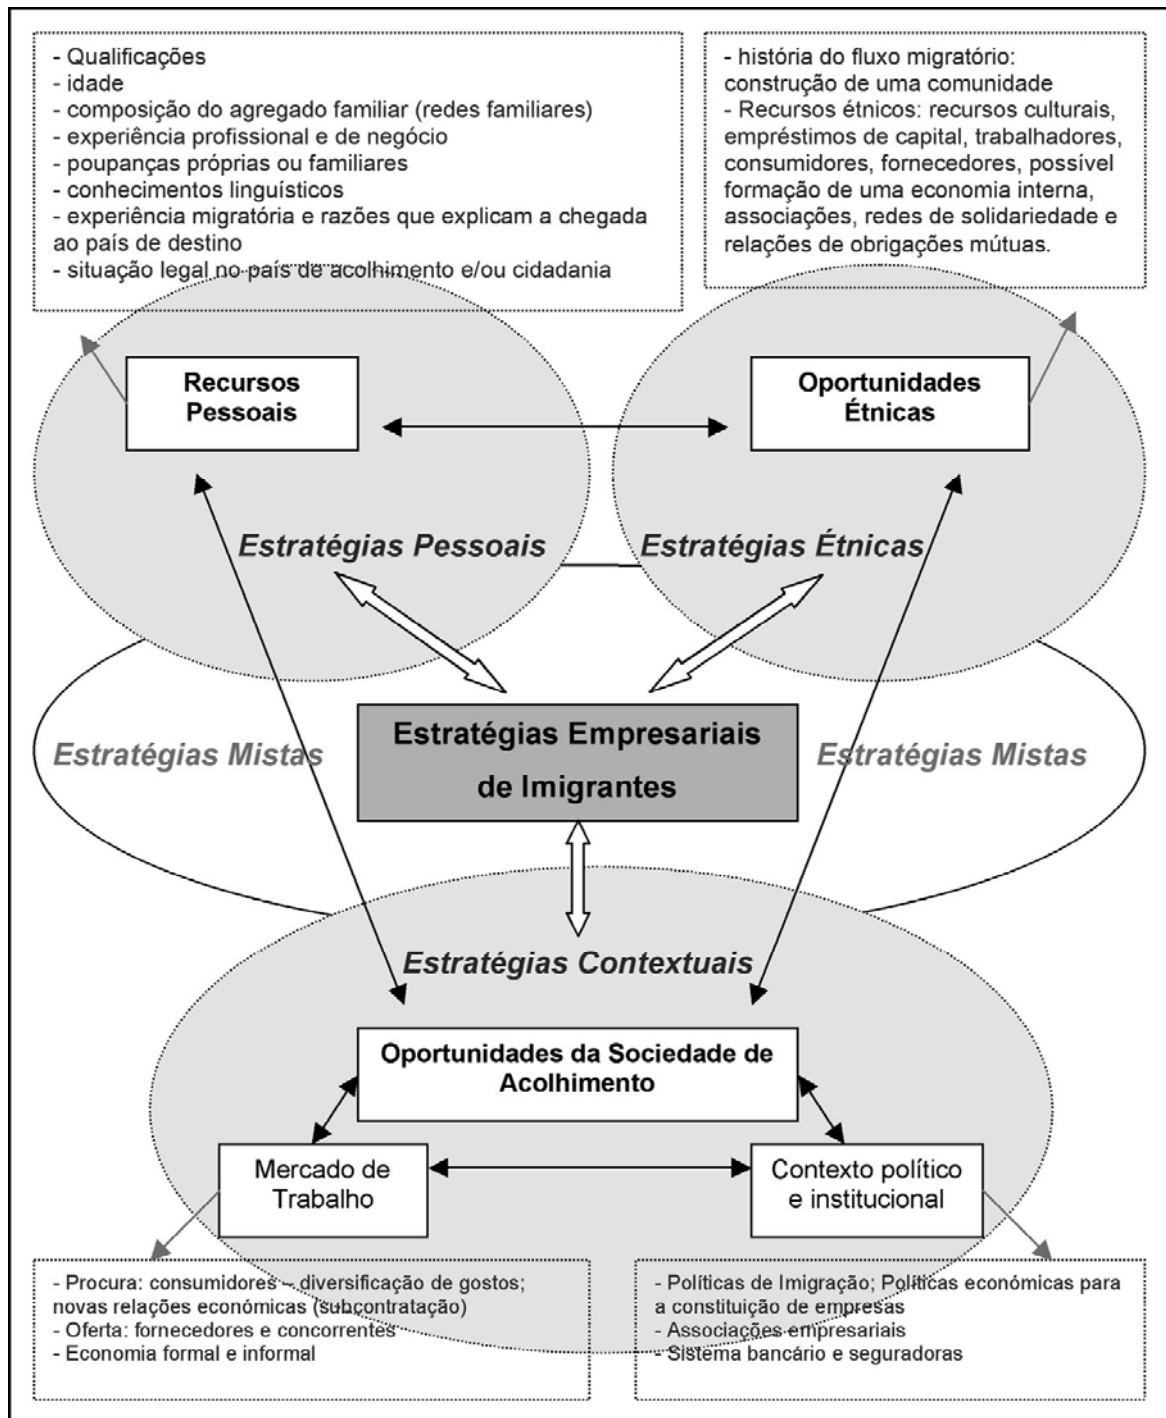 - Qualificações
- idade
- composição do agregado familiar (redes familiares)
- experiência profissional e de negócio
- poupanças próprias ou familiares
- conhecimentos linguísticos
- experiência migratória e razões que explicam a chegada
ao país de destino
- situação legal no país de acolhimento e/ou cidadania
- história do fluxo migratório:
construção de uma comunidade
- Recursos étnicos: recursos culturais,
empréstimos de capital, trabalhadores,
consumidores, fornecedores, possível
formação de uma economia interna,
associações, redes de solidariedade e
relações de obrigações mútuas.
Recursos
Pessoais
Oportunidades
Étnicas
Estratégias Pessoais
Estratégias Étnicas
Estratégias Mistas
Estratégias Empresariais
de Imigrantes
Estratégias Mistas
Estratégias Contextuais
Oportunidades da Sociedade de
Acolhimento
Mercado de
Trabalho
Contexto político
e institucional
- Procura: consumidores – diversificação de gostos;
novas relações económicas (subcontratação)
- Oferta: fornecedores e concorrentes
- Economia formal e informal
- Políticas de Imigração; Políticas económicas para
a constituição de empresas
- Associações empresariais
- Sistema bancário e seguradoras